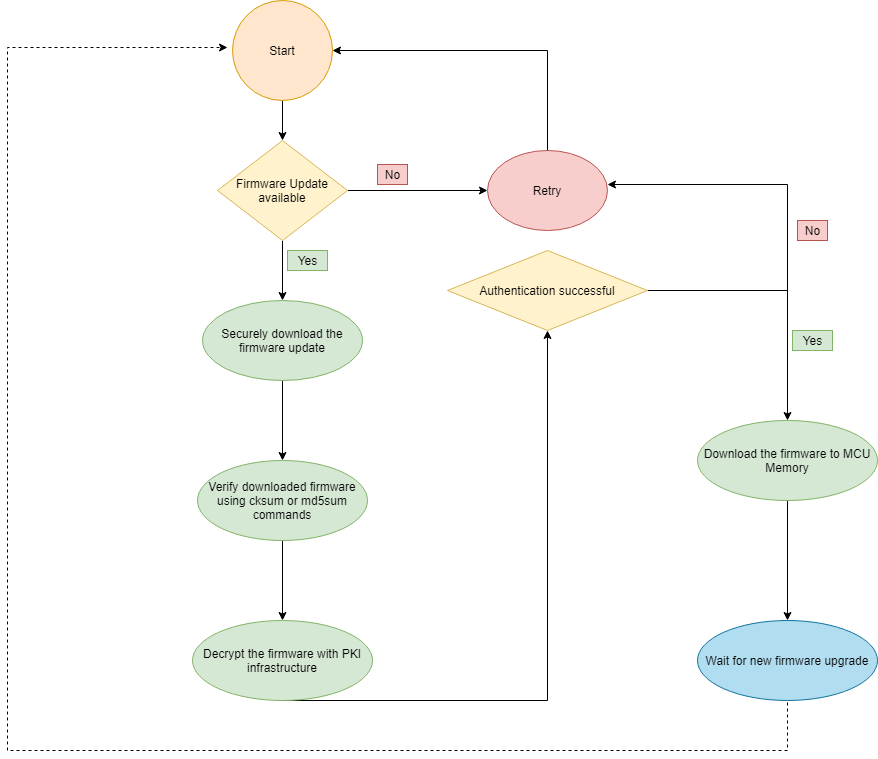 Start
Firmware Update
available
No
Retry
No
Yes
Authentication successful
Securely download the
firmware update
Yes
Download the firmware to MCU
Memory
Verify downloaded firmware
using cksum or md5sum
commands
Decrypt the firmware with PKI
infrastructure
Wait for new firmware upgrade